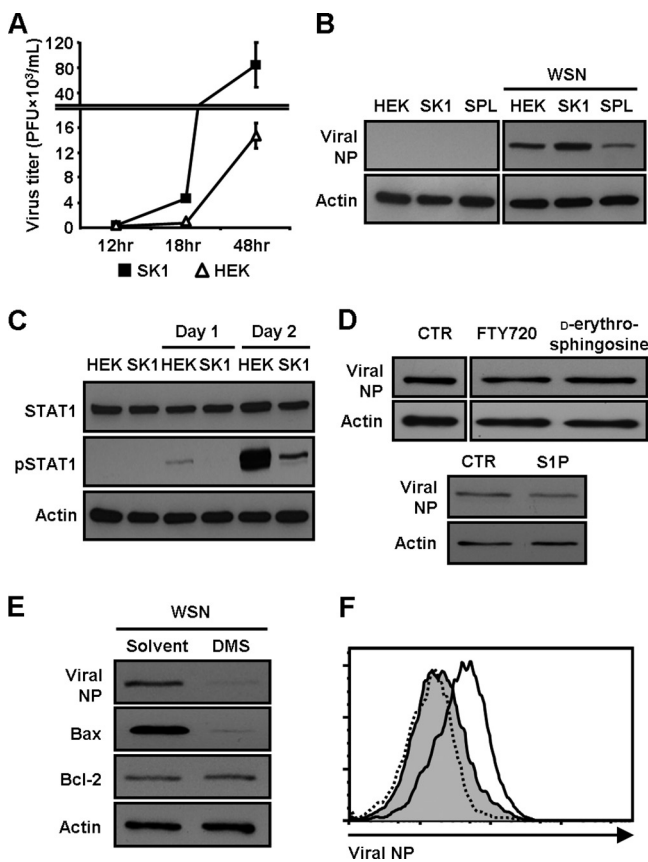 A
Virus titer (PFU×10³/mL)
120
80
40
16
12
8
4
0
12hr 18hr 48hr
SK1 HEK
B
WSN
HEK SK1 SPL HEK SK1 SPL
Viral
NP
Actin
C
Day 1 Day 2
HEK SK1 HEK SK1 HEK SK1
STAT1
pSTAT1
Actin
D
CTR FTY720 D-erythro-
sphingosine
Viral
NP
Actin
CTR S1P
Viral
NP
Actin
E
WSN
Solvent DMS
Viral
NP
Bax
Bcl-2
Actin
F
Viral NP